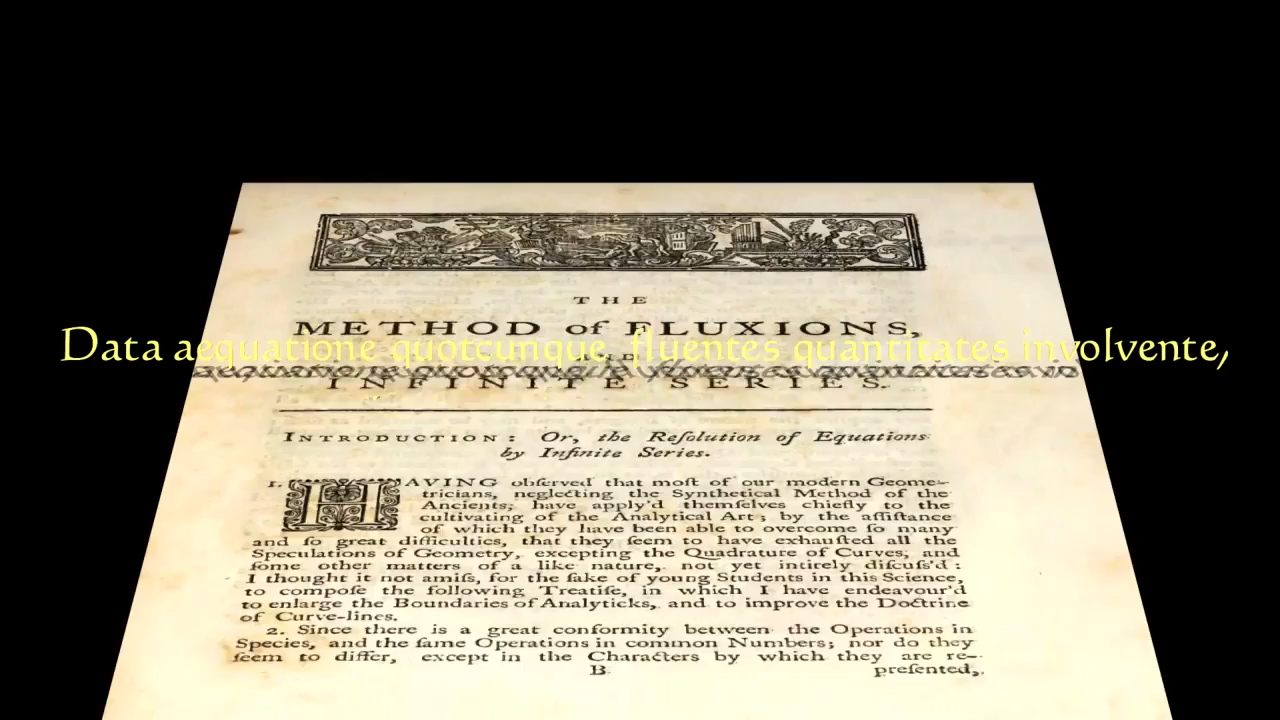 THE
METHOD of FLUXIONS,
Data aequatione quotcunque fluentes quantitates involvente,
AND
INFINITE SERIES.
INTRODUCTION: Or, the Reſolution of Equations
by Infinite Series.
1. HAVING obſerved that moſt of our modern Geome-
tricians, neglecting the Synthetical Method of the
Ancients, have apply'd themſelves chiefly to the
cultivating of the Analytical Art; by the aſſiſtance
of which they have been able to overcome ſo many
and ſo great difficulties, that they ſeem to have exhauſted all the
Speculations of Geometry, excepting the Quadrature of Curves, and
ſome other matters of a like nature, not yet intirely diſcuſs'd:
I thought it not amiſs, for the ſake of young Students in this Science,
to compoſe the following Treatiſe, in which I have endeavour'd
to enlarge the Boundaries of Analyticks, and to improve the Doctrine
of Curve-lines.
2. Since there is a great conformity between the Operations in
Species, and the ſame Operations in common Numbers; nor do they
ſeem to differ, except in the Characters by which they are re-
B
preſented,